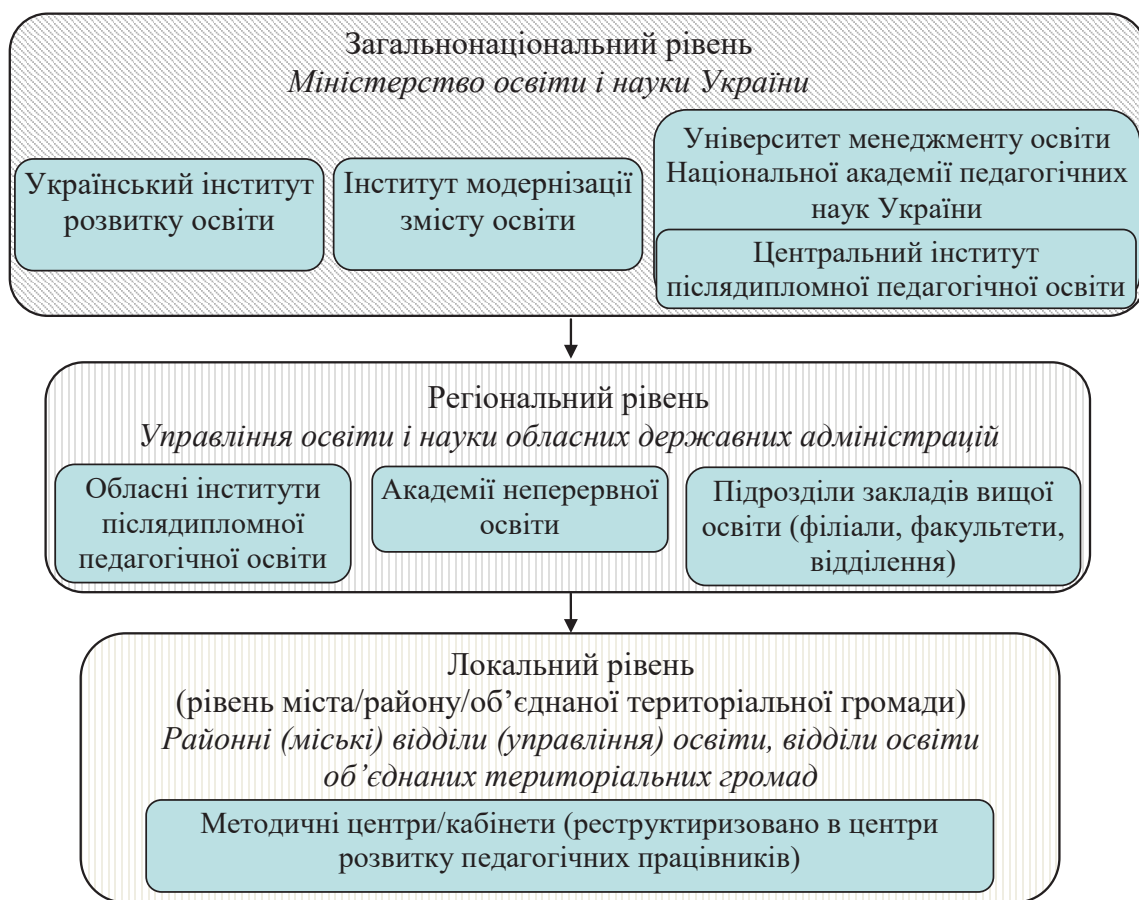 Загальнонаціональний рівень
Міністерство освіти і науки України
Український інститут
розвитку освіти
Інститут модернізації
змісту освіти
Університет менеджменту освіти
Національної академії педагогічних
наук України
Центральний інститут
післядипломної педагогічної освіти
Регіональний рівень
Управління освіти і науки обласних державних адміністрацій
Обласні інститути
післядипломної
педагогічної освіти
Академії неперервної
освіти
Підрозділи закладів вищої
освіти (філіали, факультети,
відділення)
Локальний рівень
(рівень міста/району/об’єднаної територіальної громади)
Районні (міські) відділи (управління) освіти, відділи освіти
об’єднаних територіальних громад
Методичні центри/кабінети (реструктиризовано в центри
розвитку педагогічних працівників)